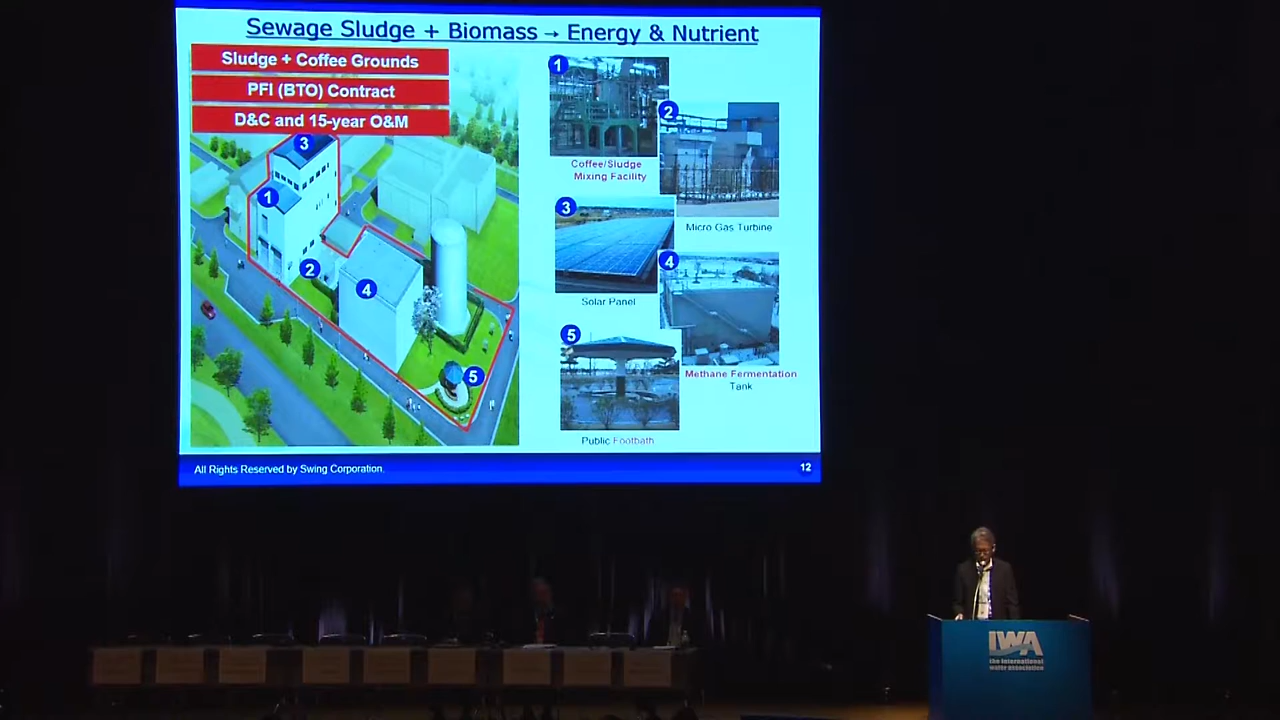 Sewage Sludge + Biomass → Energy & Nutrient
Sludge + Coffee Grounds
PFI (BTO) Contract
D&C and 15-year O&M
3
1
2
4
5
1
Coffee/Sludge
Mixing Facility
2
Micro Gas Turbine
3
Solar Panel
4
Methane Fermentation
Tank
5
Public Footbath
All Rights Reserved by Swing Corporation.
12
IWA
the international
water association